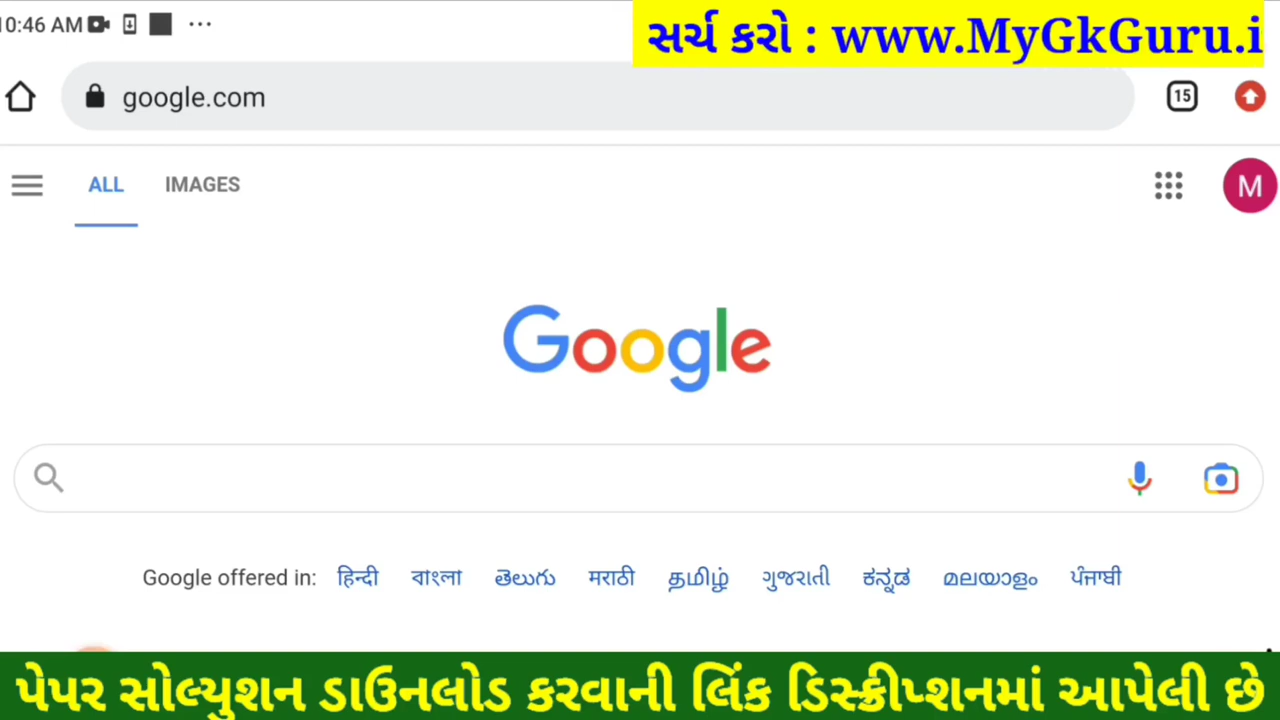 10:46 AM
સર્ચ કરો : www.MyGkGuru.i
google.com
15
ALL IMAGES
M
Google
Google offered in: हिन्दी বাংলা తెలుగు मराठी தமிழ் ગુજરાતી ಕನ್ನಡ മലയാളം ਪੰਜਾਬੀ
પેપર સોલ્યુશન ડાઉનલોડ કરવાની લિંક ડિસ્ક્રીપ્શનમાં આપેલી છે